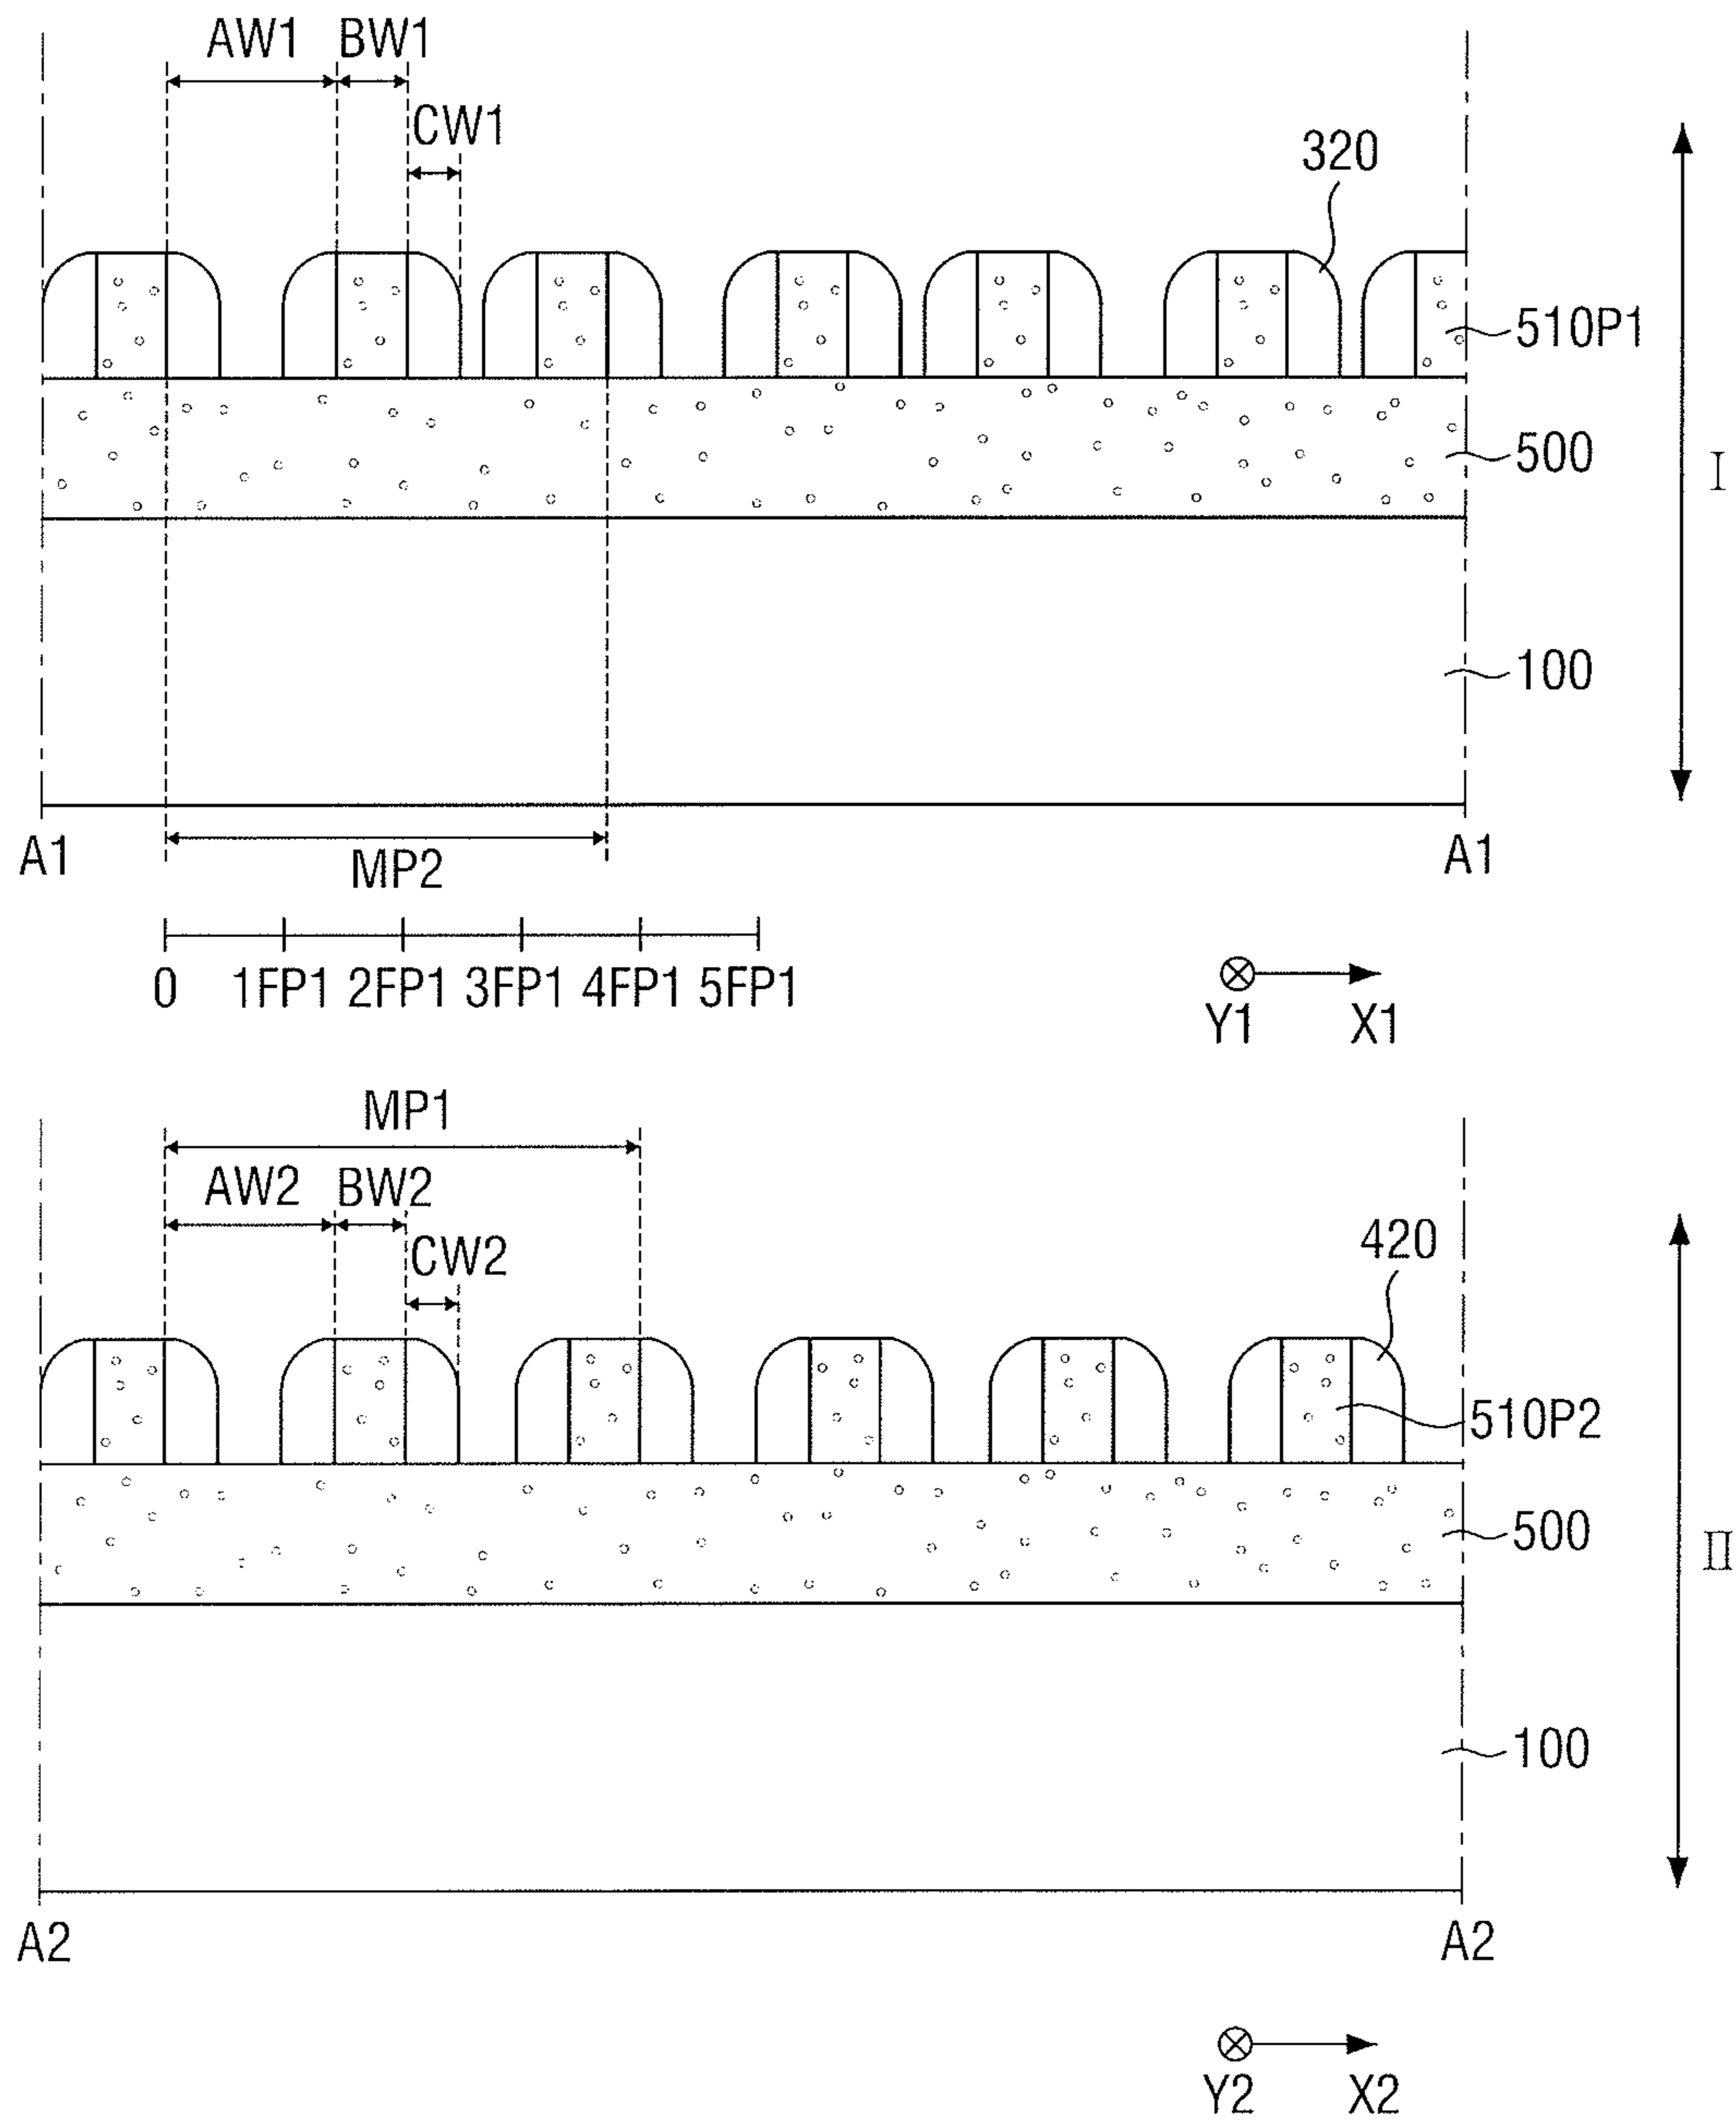 AW1 BW1
CW1
320
510P1
500
I
100
A1 A1
MP2
0 1FP1 2FP1 3FP1 4FP1 5FP1
Y1 X1
MP1
AW2 BW2
CW2
420
510P2
500
II
100
A2 A2
Y2 X2